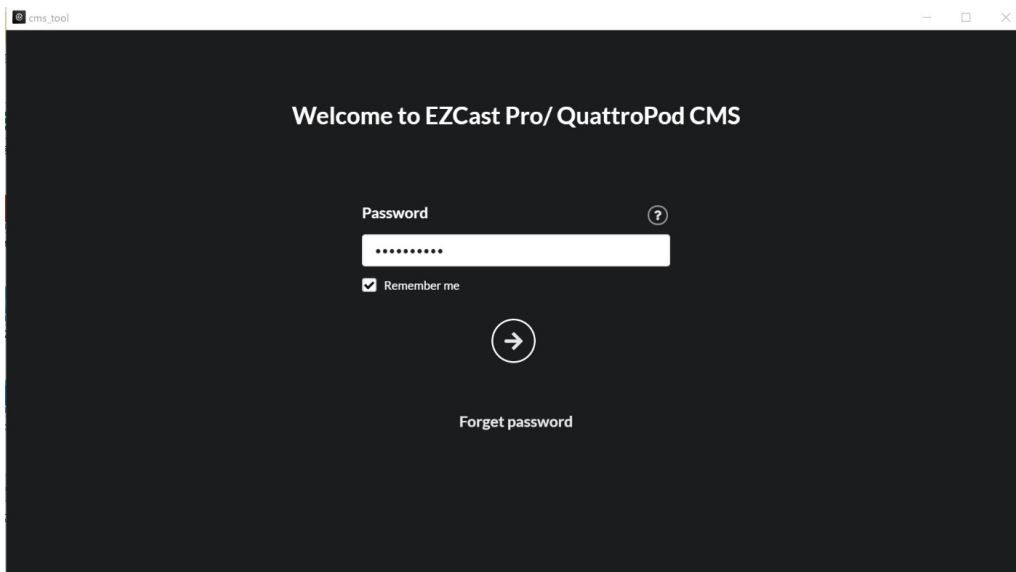 cms_tool
Welcome to EZCast Pro/ QuattroPod CMS
Password
?
••••••••••
Remember me
Forget password